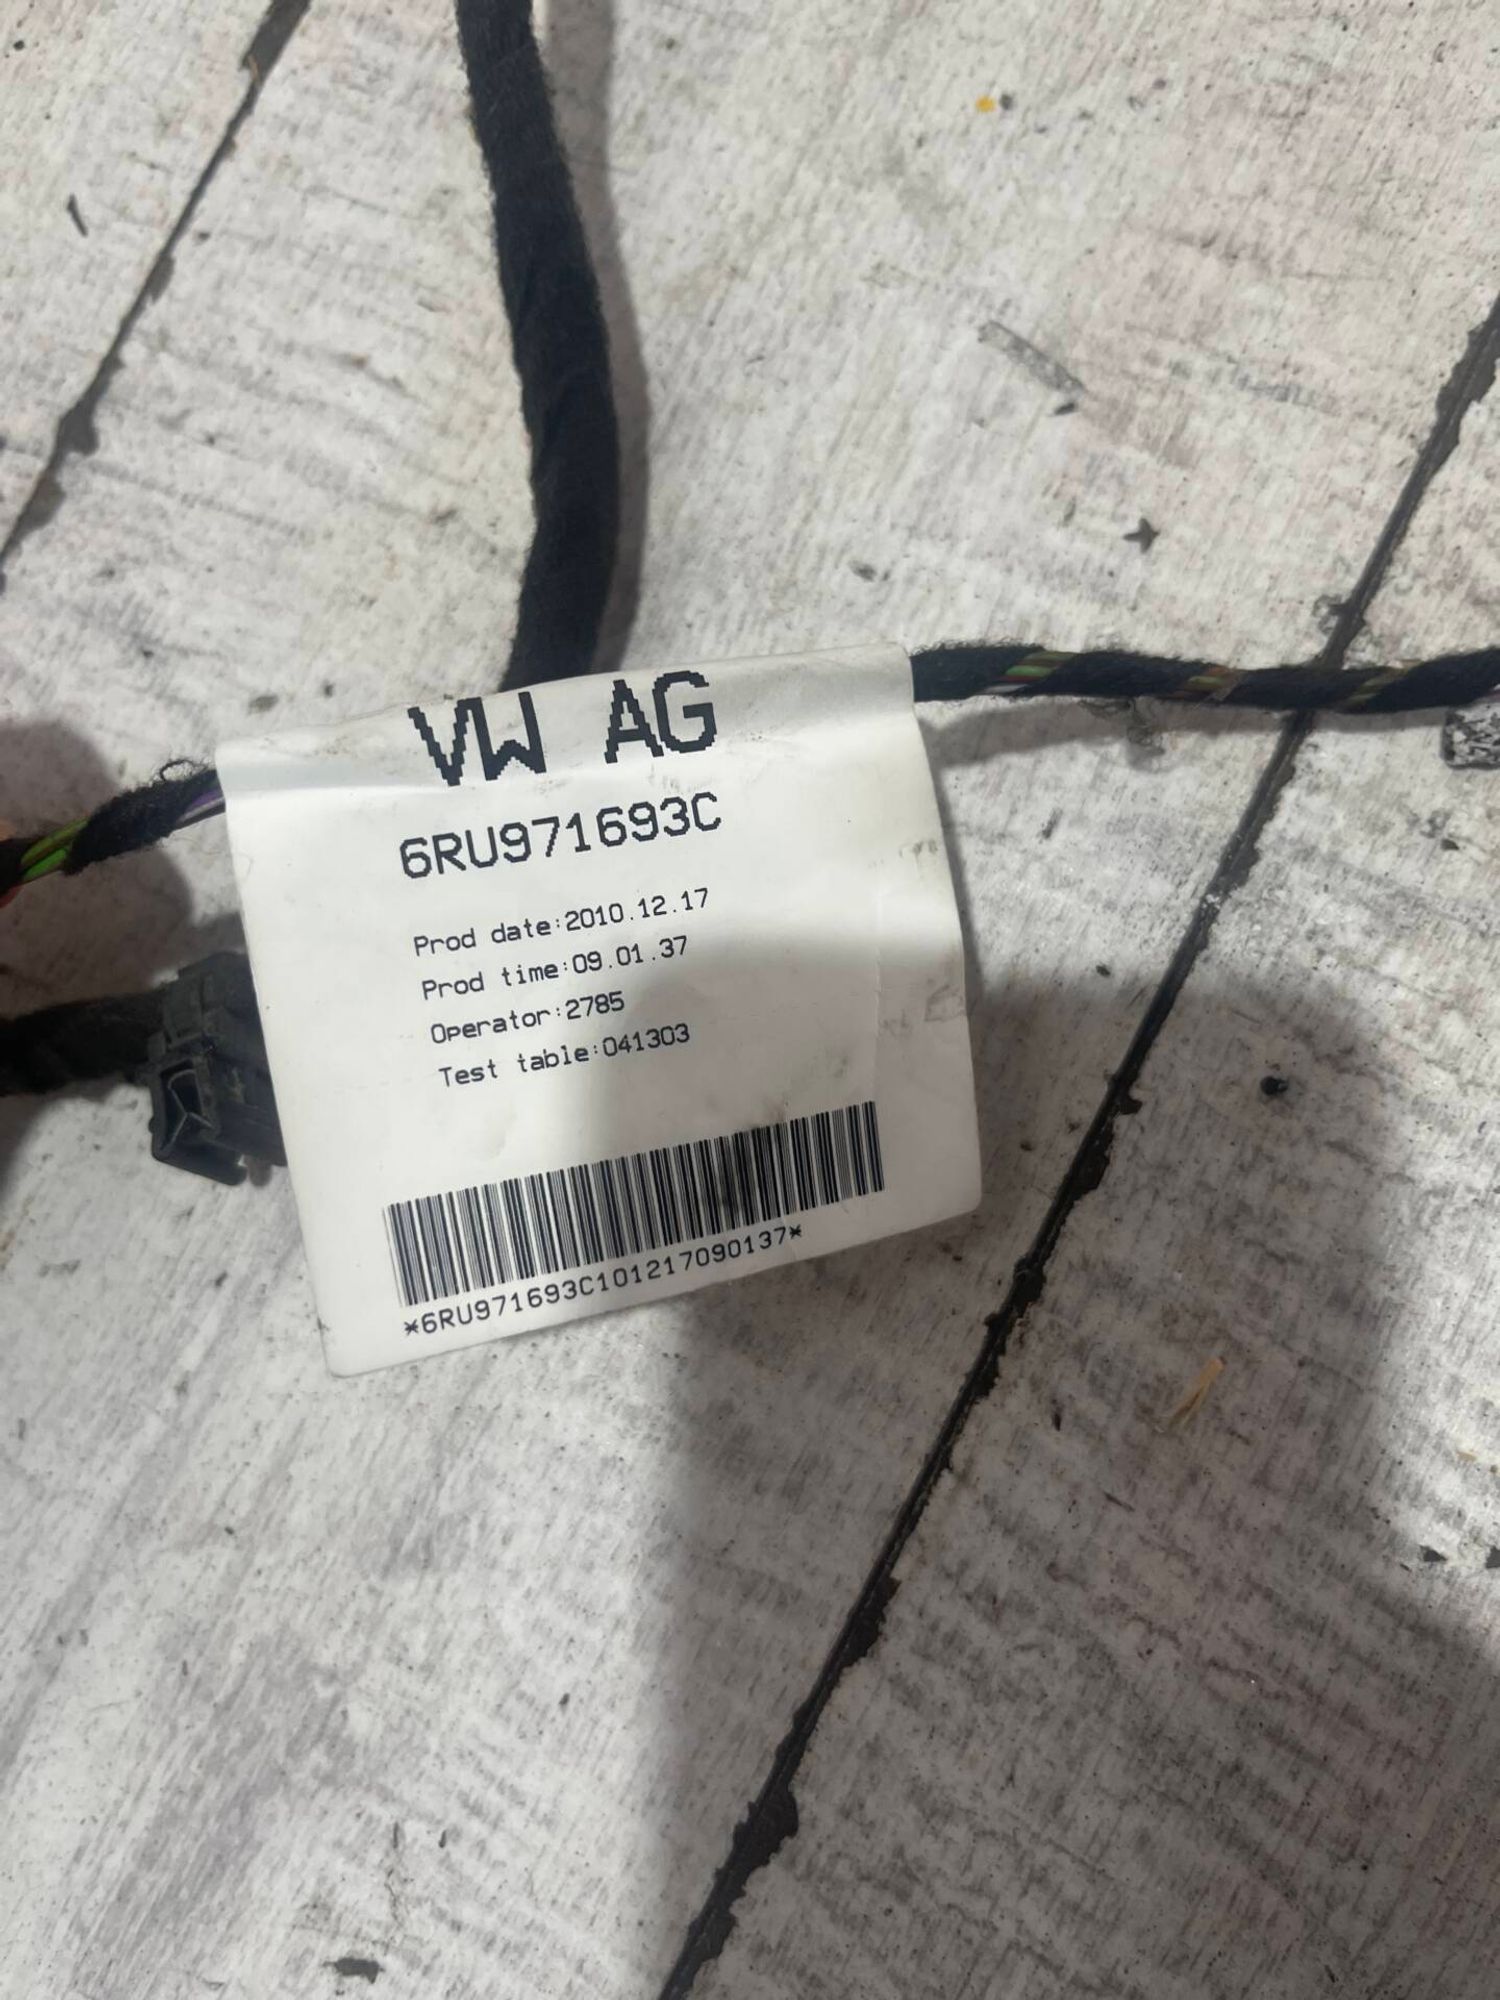 VW AG
6RU971693C
Prod date:2010.12.17
Prod time:09.01.37
Operator:2785
Test table:041303
*6RU971693C101217090137*